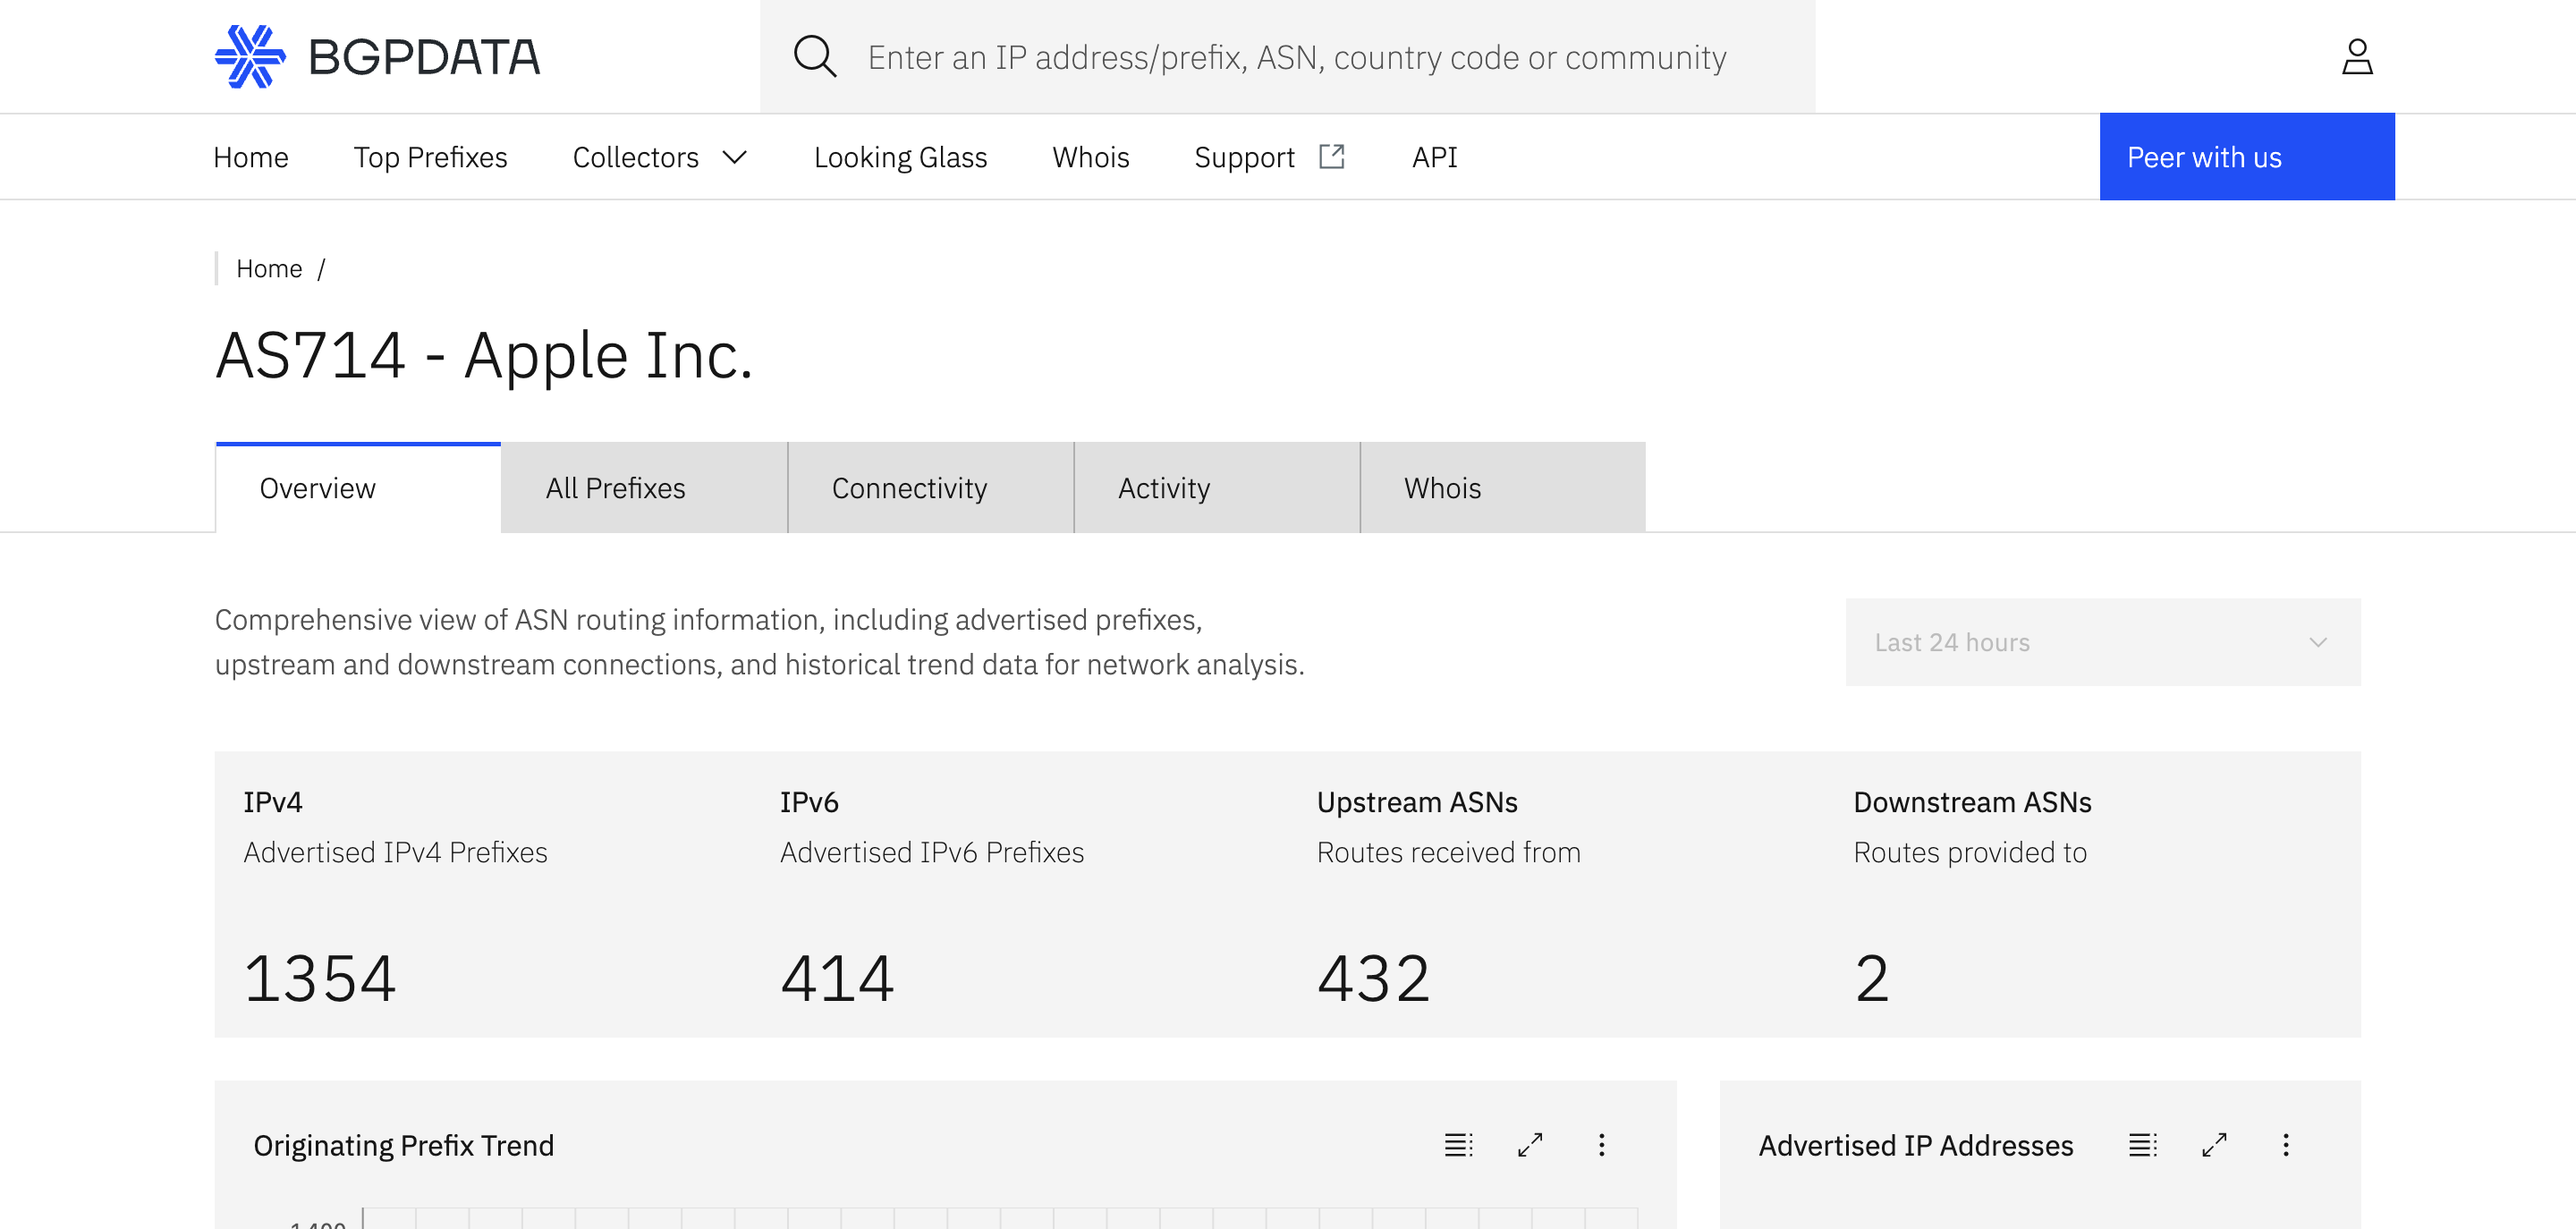 BGPDATA
Enter an IP address/prefix, ASN, country code or community
Home
Top Prefixes
Collectors
Looking Glass
Whois
Support
API
Peer with us
Home /
AS714 - Apple Inc.
Overview
All Prefixes
Connectivity
Activity
Whois
Comprehensive view of ASN routing information, including advertised prefixes,
upstream and downstream connections, and historical trend data for network analysis.
Last 24 hours
IPv4
Advertised IPv4 Prefixes
1354
IPv6
Advertised IPv6 Prefixes
414
Upstream ASNs
Routes received from
432
Downstream ASNs
Routes provided to
2
Originating Prefix Trend
Advertised IP Addresses